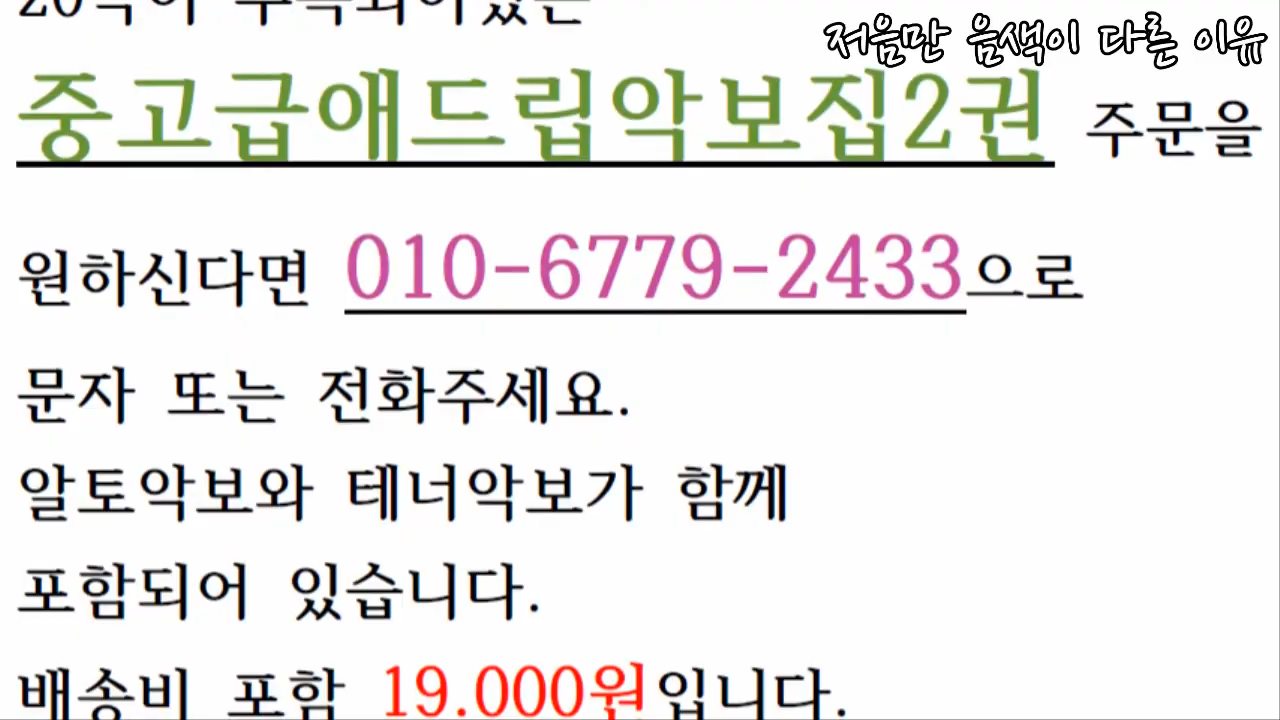 저음만 음색이 다른 이유
중고급애드립악보집2권 주문을
원하신다면 010-6779-2433으로
문자 또는 전화주세요.
알토악보와 테너악보가 함께
포함되어 있습니다.
배송비 포함 19.000원입니다.